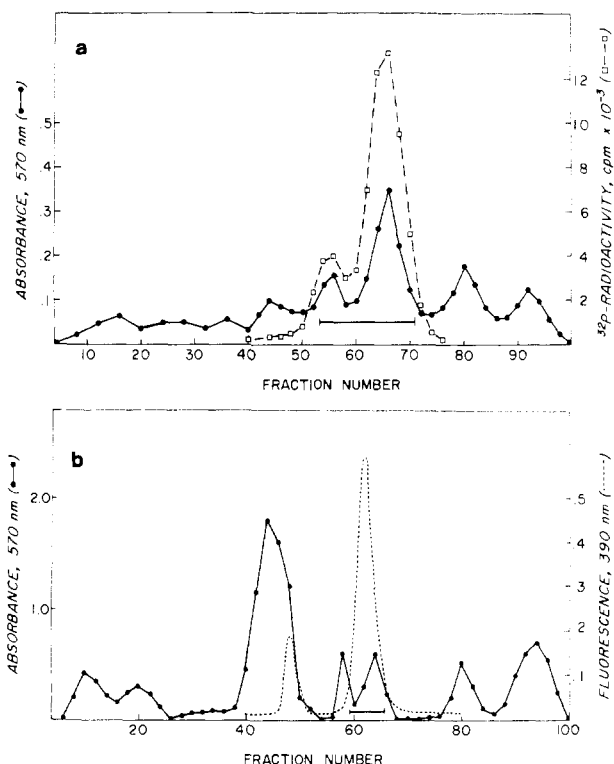 a
ABSORBANCE, 570 nm (●—●)
.5
.4
.3
.2
.1
12
10
8
6
4
2
³²P-RADIOACTIVITY, cpm × 10⁻³ (□--□)
10 20 30 40 50 60 70 80 90
FRACTION NUMBER
b
ABSORBANCE, 570 nm (●—●)
2.0
1.0
.5
.4
.3
.2
.1
FLUORESCENCE, 390 nm (----)
20 40 60 80 100
FRACTION NUMBER